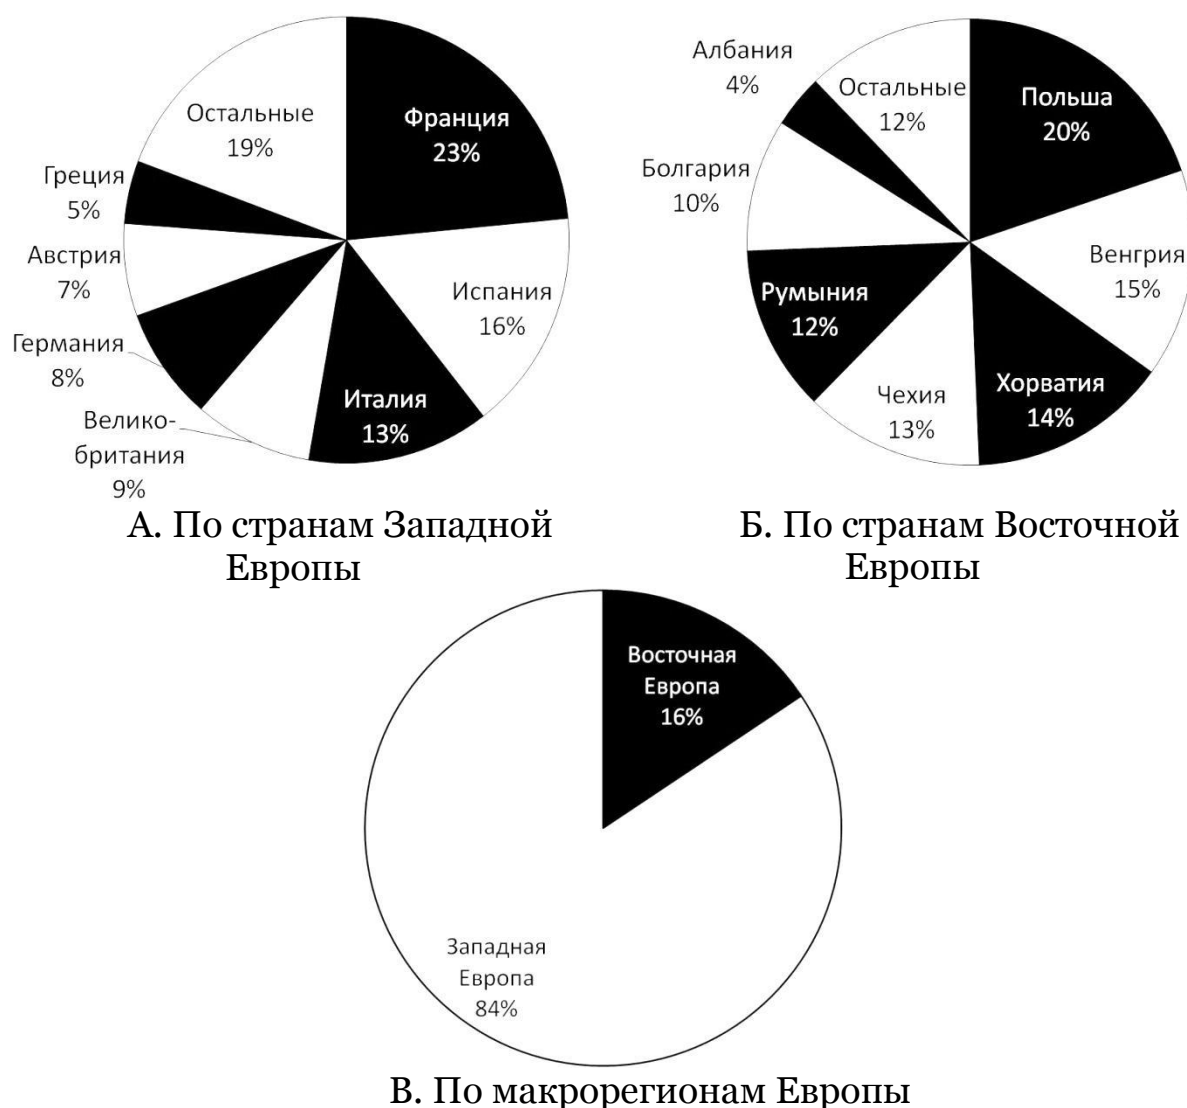 Остальные
19%
Франция
23%
Греция
5%
Австрия
7%
Испания
16%
Германия
8%
Италия
13%
Велико-
британия
9%
А. По странам Западной
Европы
Албания
4%
Остальные
12%
Польша
20%
Болгария
10%
Венгрия
15%
Румыния
12%
Чехия
13%
Хорватия
14%
Б. По странам Восточной
Европы
Восточная
Европа
16%
Западная
Европа
84%
В. По макрорегионам Европы